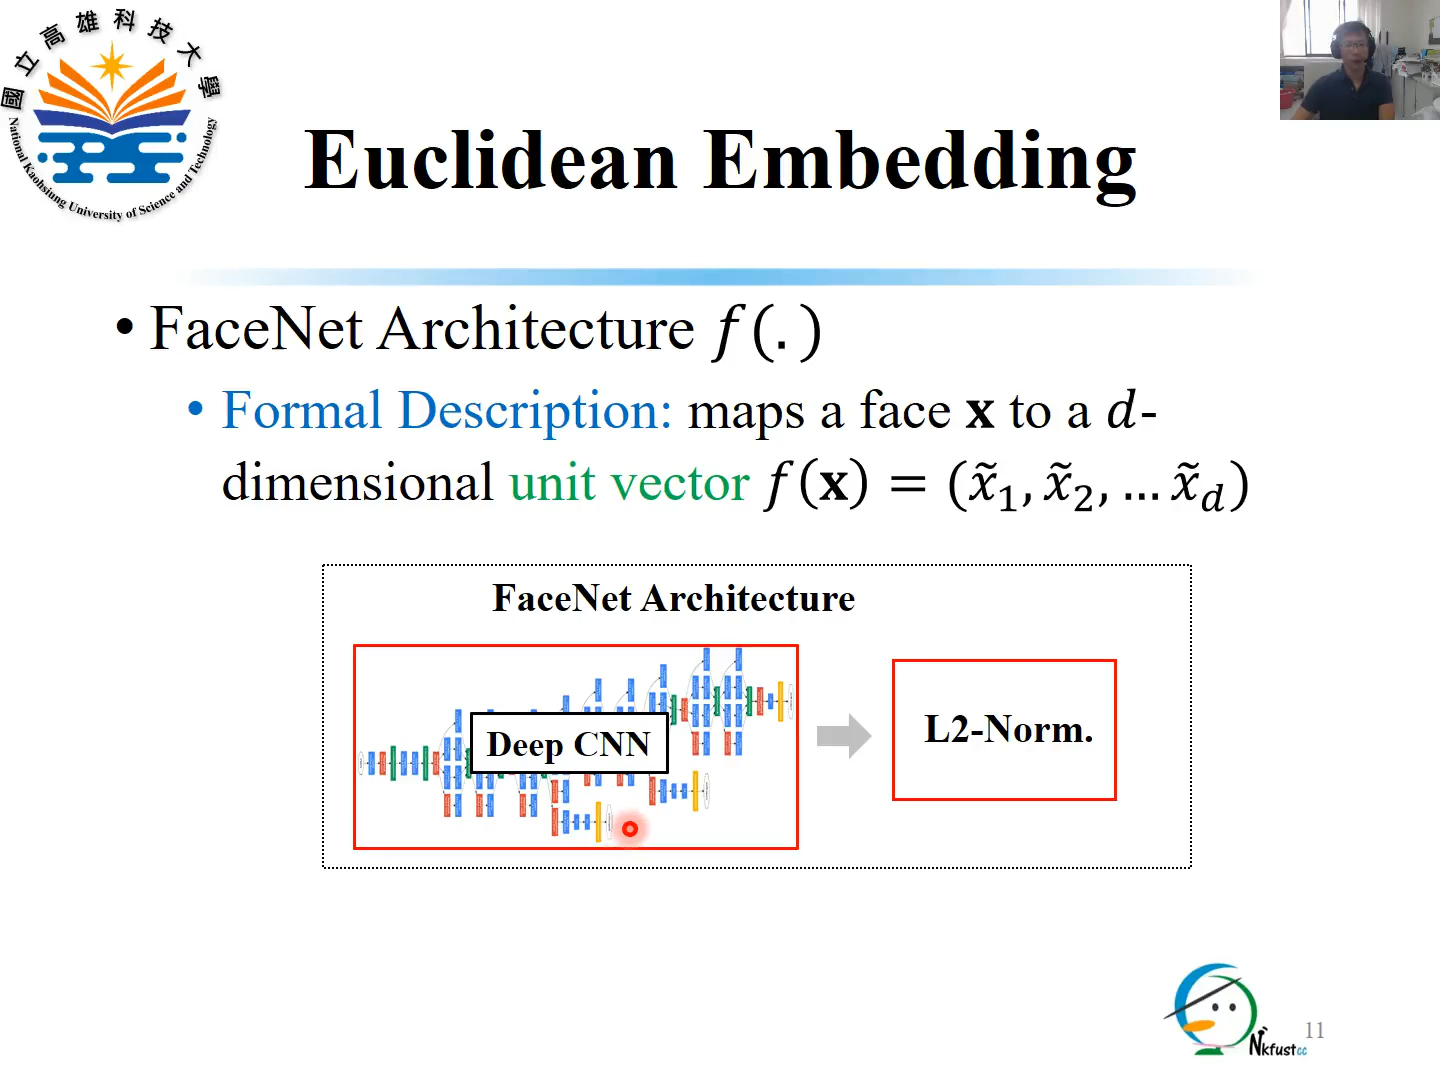 國立高雄科技大學
National Kaohsiung University of Science and Technology
Euclidean Embedding
• FaceNet Architecture f(.)
• Formal Description: maps a face x to a d-
dimensional unit vector f(x) = (x̃₁, x̃₂, … x̃_d)
FaceNet Architecture
Deep CNN
L2-Norm.
Nkfustcc
11